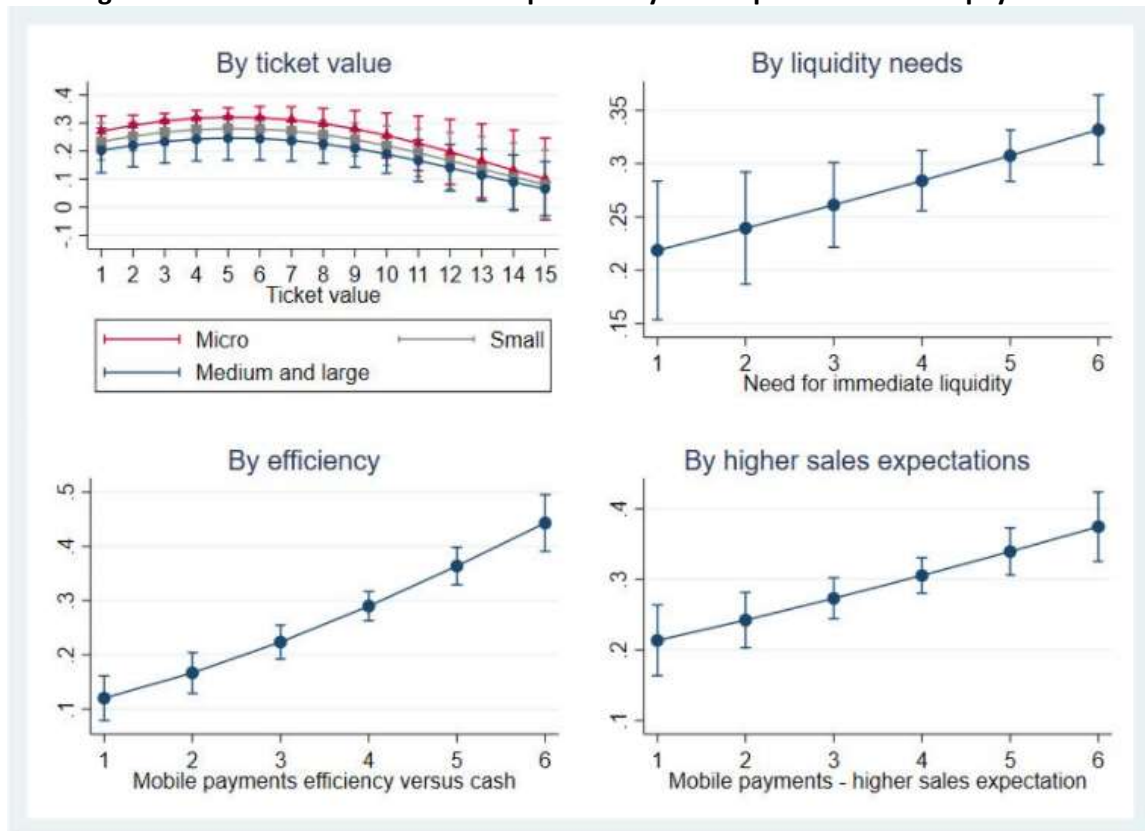 By ticket value
.4
.3
.2
.1
0
-.1
1 2 3 4 5 6 7 8 9 10 11 12 13 14 15
Ticket value
Micro
Small
Medium and large
By liquidity needs
.35
.3
.25
.2
.15
1 2 3 4 5 6
Need for immediate liquidity
By efficiency
.5
.4
.3
.2
.1
1 2 3 4 5 6
Mobile payments efficiency versus cash
By higher sales expectations
.4
.3
.2
.1
1 2 3 4 5 6
Mobile payments - higher sales expectation